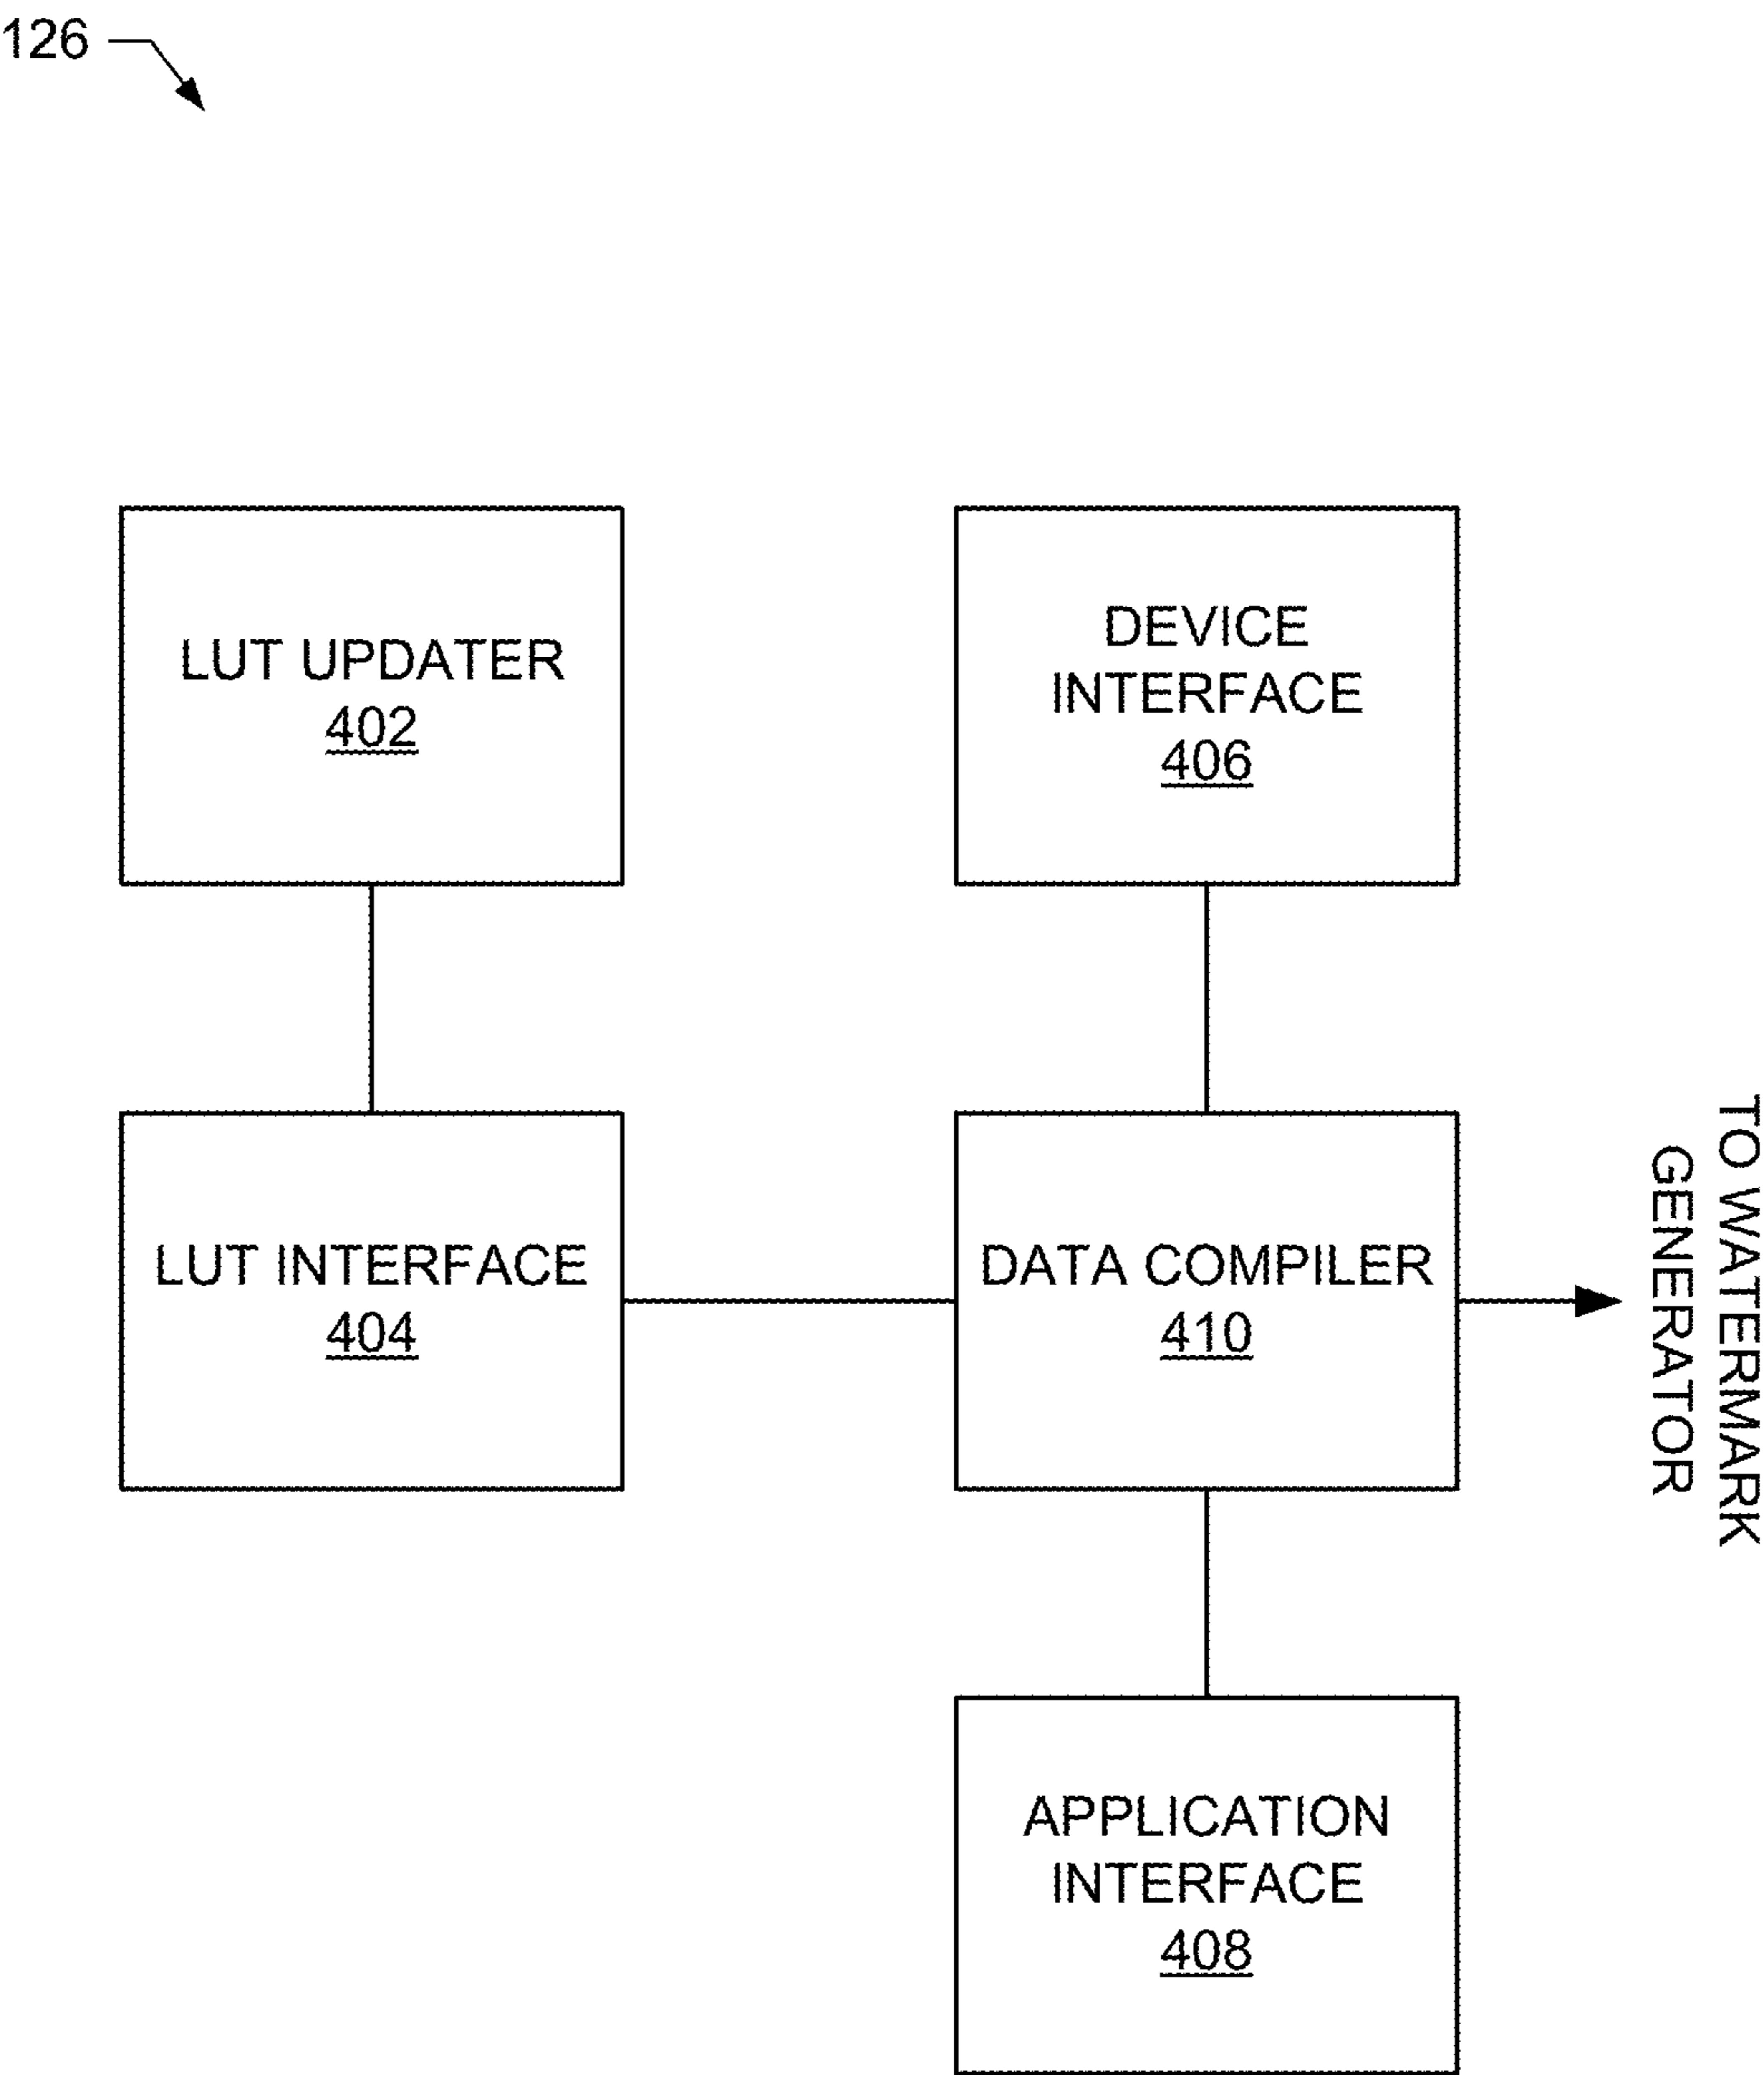 126
LUT UPDATER
402
DEVICE
INTERFACE
406
LUT INTERFACE
404
DATA COMPILER
410
TO WATERMARK
GENERATOR
APPLICATION
INTERFACE
408